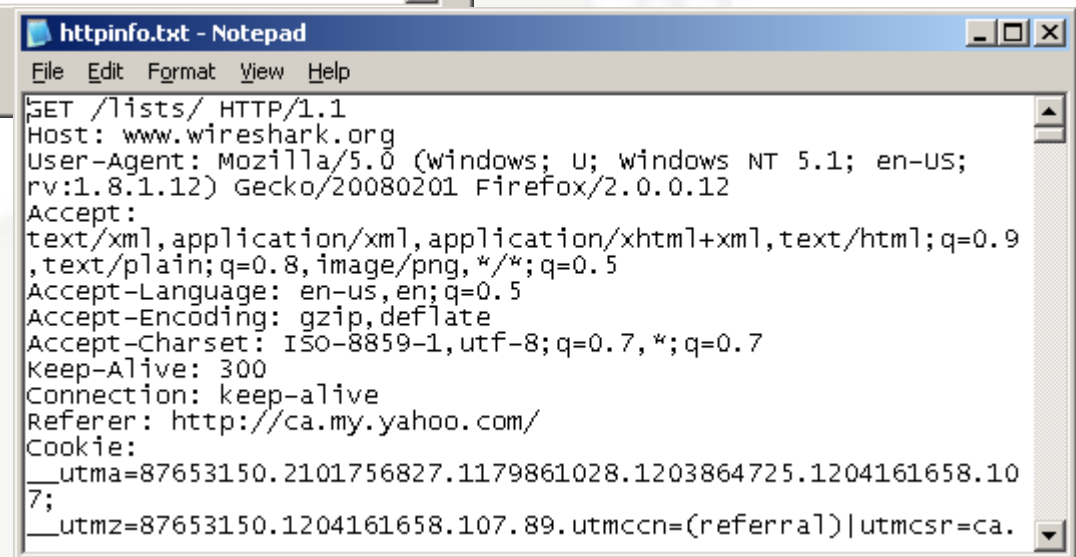 httpinfo.txt - Notepad
File Edit Format View Help
GET /lists/ HTTP/1.1
Host: www.wireshark.org
User-Agent: Mozilla/5.0 (Windows; U; Windows NT 5.1; en-US;
rv:1.8.1.12) Gecko/20080201 Firefox/2.0.0.12
Accept:
text/xml,application/xml,application/xhtml+xml,text/html;q=0.9
,text/plain;q=0.8,image/png,*/*;q=0.5
Accept-Language: en-us,en;q=0.5
Accept-Encoding: gzip,deflate
Accept-Charset: ISO-8859-1,utf-8;q=0.7,*;q=0.7
Keep-Alive: 300
Connection: keep-alive
Referer: http://ca.my.yahoo.com/
Cookie:
__utma=87653150.2101756827.1179861028.1203864725.1204161658.10
7;
__utmz=87653150.1204161658.107.89.utmccn=(referral)|utmcsr=ca.